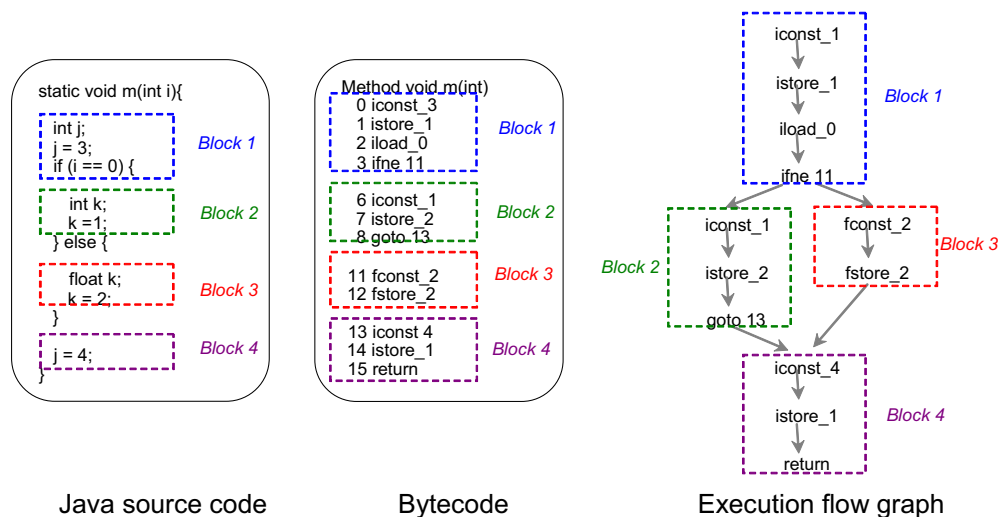 static void m(int i){
int j;
j = 3;
if (i == 0) {
Block 1
int k;
k =1;
Block 2
} else {
float k;
k = 2;
Block 3
}
j = 4;
Block 4
}
Java source code
Method void m(int)
0 iconst_3
1 istore_1
2 iload_0
3 ifne 11
Block 1
6 iconst_1
7 istore_2
8 goto 13
Block 2
11 fconst_2
12 fstore_2
Block 3
13 iconst 4
14 istore_1
15 return
Block 4
Bytecode
iconst_1
istore_1
iload_0
ifne 11
Block 1
iconst_1
istore_2
goto 13
Block 2
fconst_2
fstore_2
Block 3
iconst_4
istore_1
return
Block 4
Execution flow graph